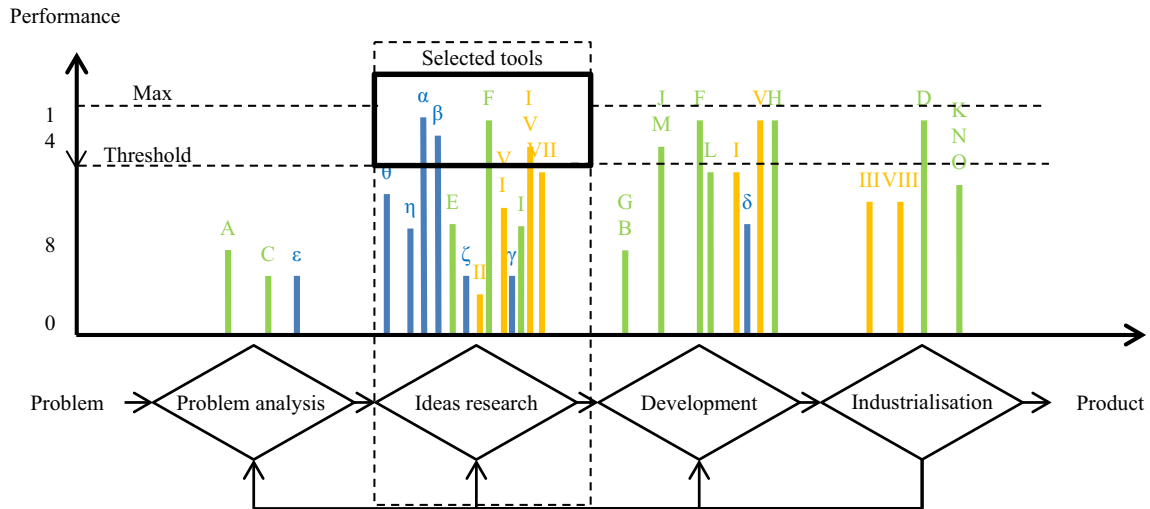 Performance
Selected tools
Max
1
4
Threshold
8
0
A
C
ε
θ
η
α
β
E
ζ
II
F
V
I
γ
I
I
V
VII
G
B
J
M
F
L
I
δ
V
H
III
VIII
D
K
N
O
Problem
Problem analysis
Ideas research
Development
Industrialisation
Product